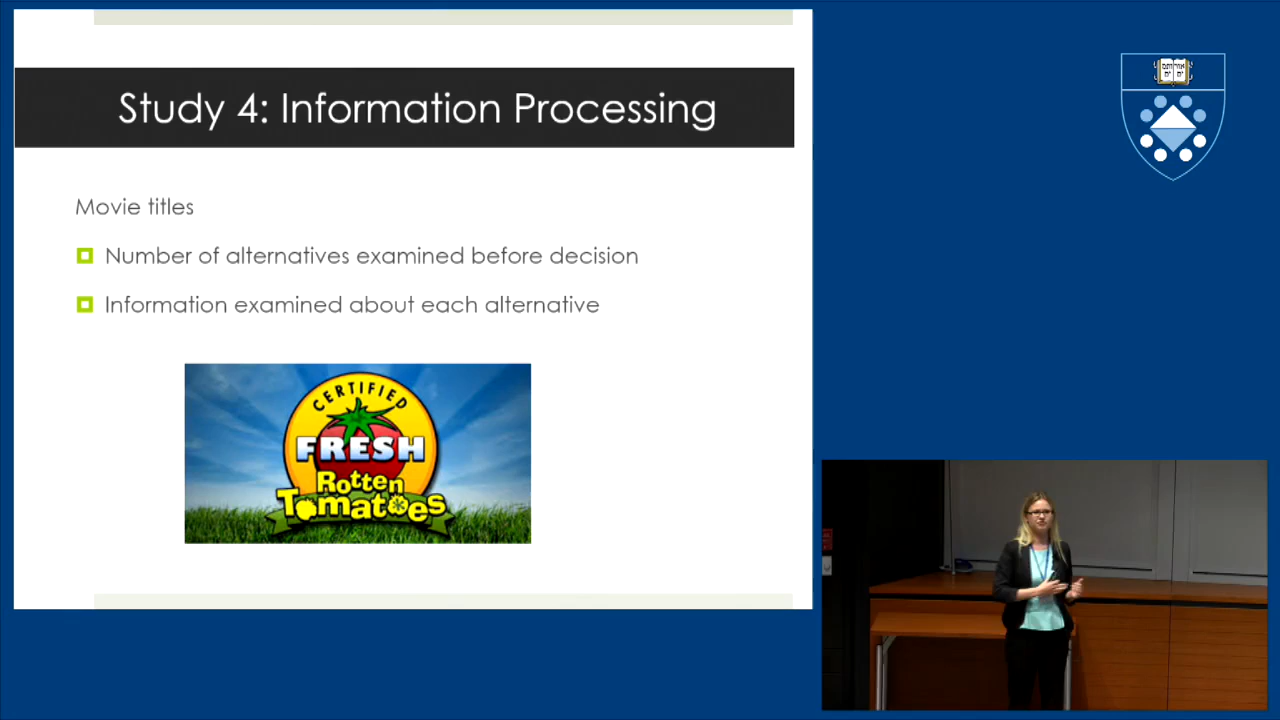 Study 4: Information Processing
Movie titles
Number of alternatives examined before decision
Information examined about each alternative
CERTIFIED
FRESH
Rotten
Tomatoes